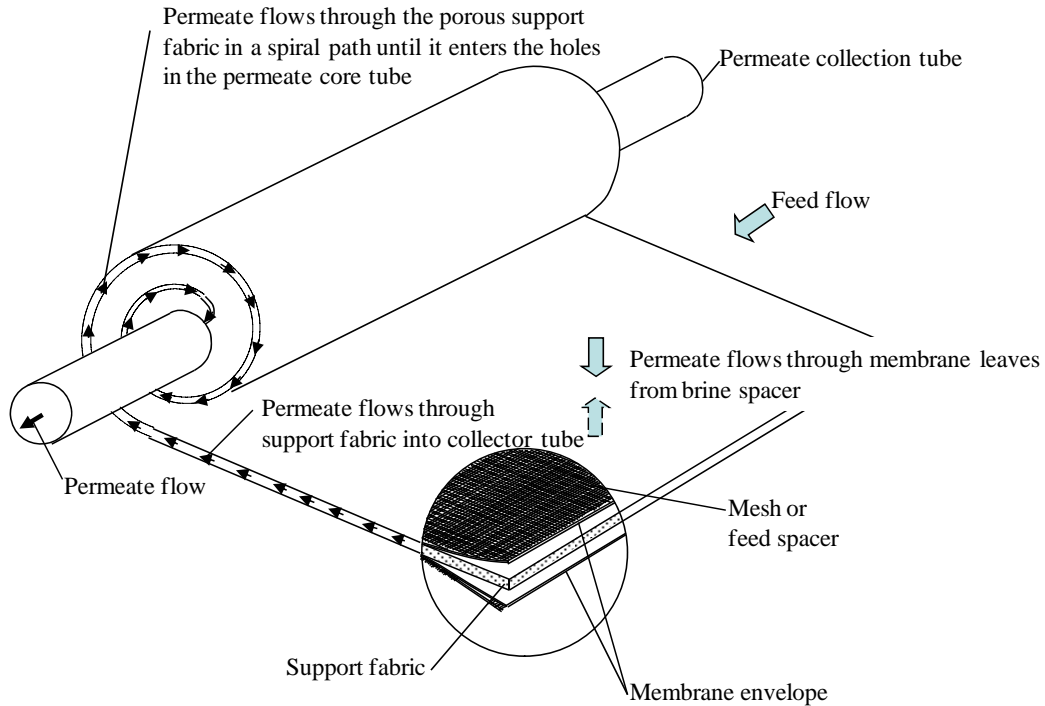 Permeate flows through the porous support
fabric in a spiral path until it enters the holes
in the permeate core tube
Permeate collection tube
Feed flow
Permeate flows through membrane leaves
from brine spacer
Permeate flows through
support fabric into collector tube
Permeate flow
Mesh or
feed spacer
Support fabric
Membrane envelope